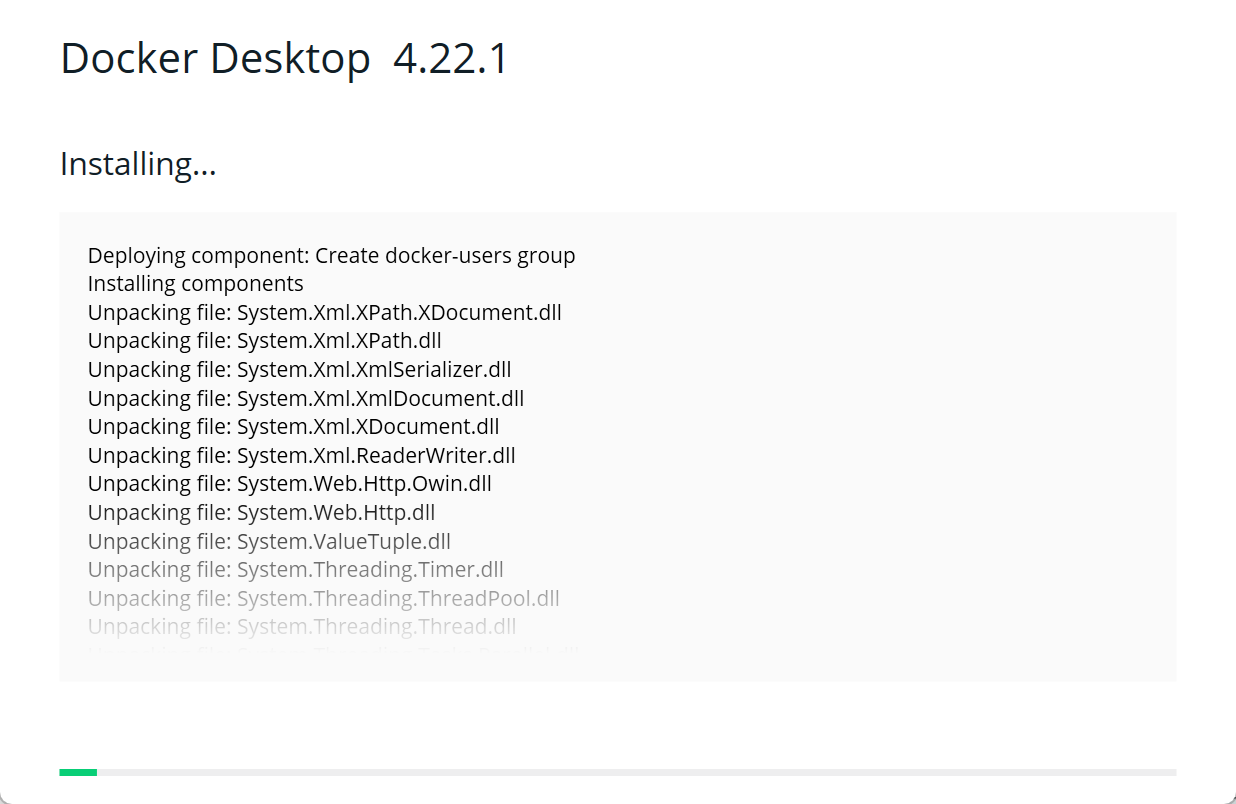 Docker Desktop 4.22.1
Installing...
Deploying component: Create docker-users group
Installing components
Unpacking file: System.Xml.XPath.XDocument.dll
Unpacking file: System.Xml.XPath.dll
Unpacking file: System.Xml.XmlSerializer.dll
Unpacking file: System.Xml.XmlDocument.dll
Unpacking file: System.Xml.XDocument.dll
Unpacking file: System.Xml.ReaderWriter.dll
Unpacking file: System.Web.Http.Owin.dll
Unpacking file: System.Web.Http.dll
Unpacking file: System.ValueTuple.dll
Unpacking file: System.Threading.Timer.dll
Unpacking file: System.Threading.ThreadPool.dll
Unpacking file: System.Threading.Thread.dll